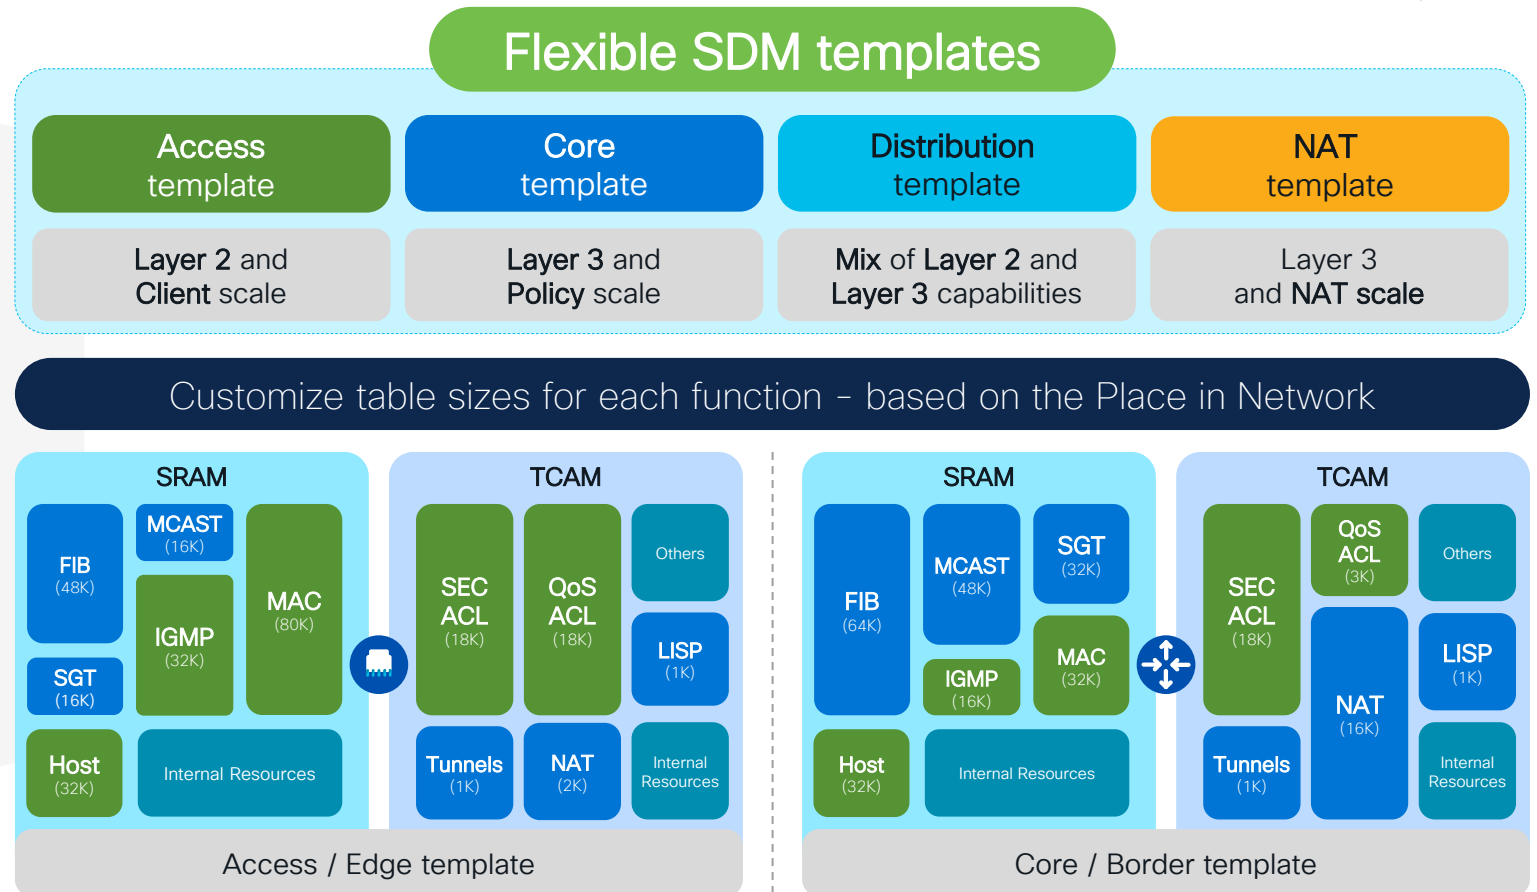 Flexible SDM templates
Access
template
Core
template
Distribution
template
NAT
template
Layer 2 and
Client scale
Layer 3 and
Policy scale
Mix of Layer 2 and
Layer 3 capabilities
Layer 3
and NAT scale
Customize table sizes for each function - based on the Place in Network
SRAM
FIB
(48K)
MCAST
(16K)
MAC
(80K)
IGMP
(32K)
SGT
(16K)
Host
(32K)
Internal Resources
TCAM
SEC
ACL
(18K)
QoS
ACL
(18K)
Others
LISP
(1K)
Tunnels
(1K)
NAT
(2K)
Internal
Resources
Access / Edge template
SRAM
FIB
(64K)
MCAST
(48K)
SGT
(32K)
IGMP
(16K)
MAC
(32K)
Host
(32K)
Internal Resources
TCAM
SEC
ACL
(18K)
QoS
ACL
(3K)
Others
NAT
(16K)
LISP
(1K)
Tunnels
(1K)
Internal
Resources
Core / Border template